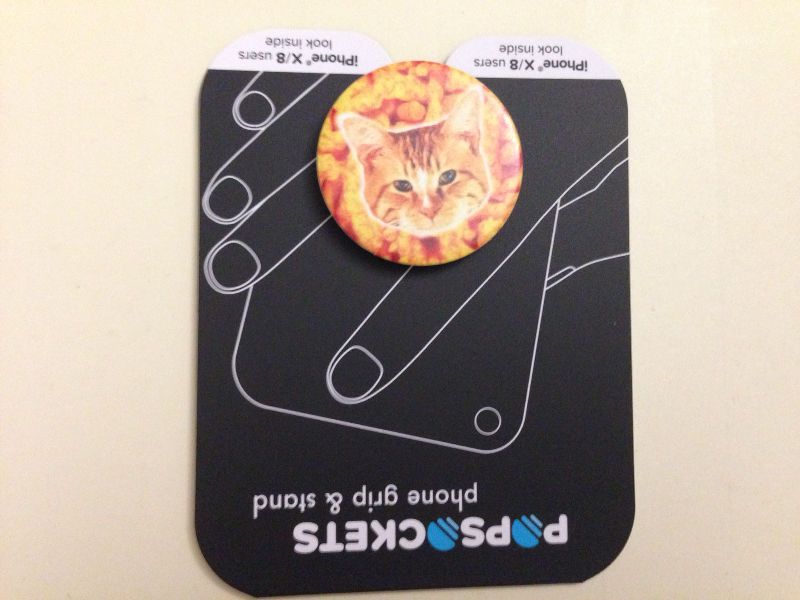 POPSOCKETS
phone grip & stand
iPhone® X/8 users
look inside
iPhone® X/8 users
look inside